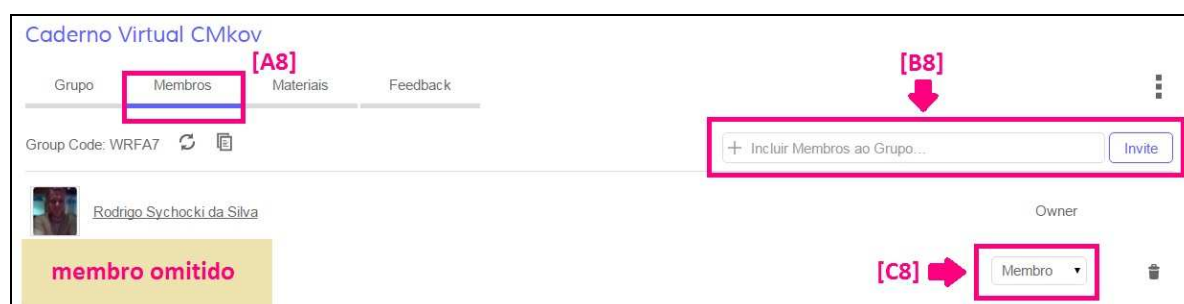 Caderno Virtual CMkov
[A8]
[B8]
Grupo Membros Materiais Feedback
Group Code: WRFA7
+ Incluir Membros ao Grupo... Invite
Rodrigo Sychocki da Silva Owner
membro omitido [C8] Membro